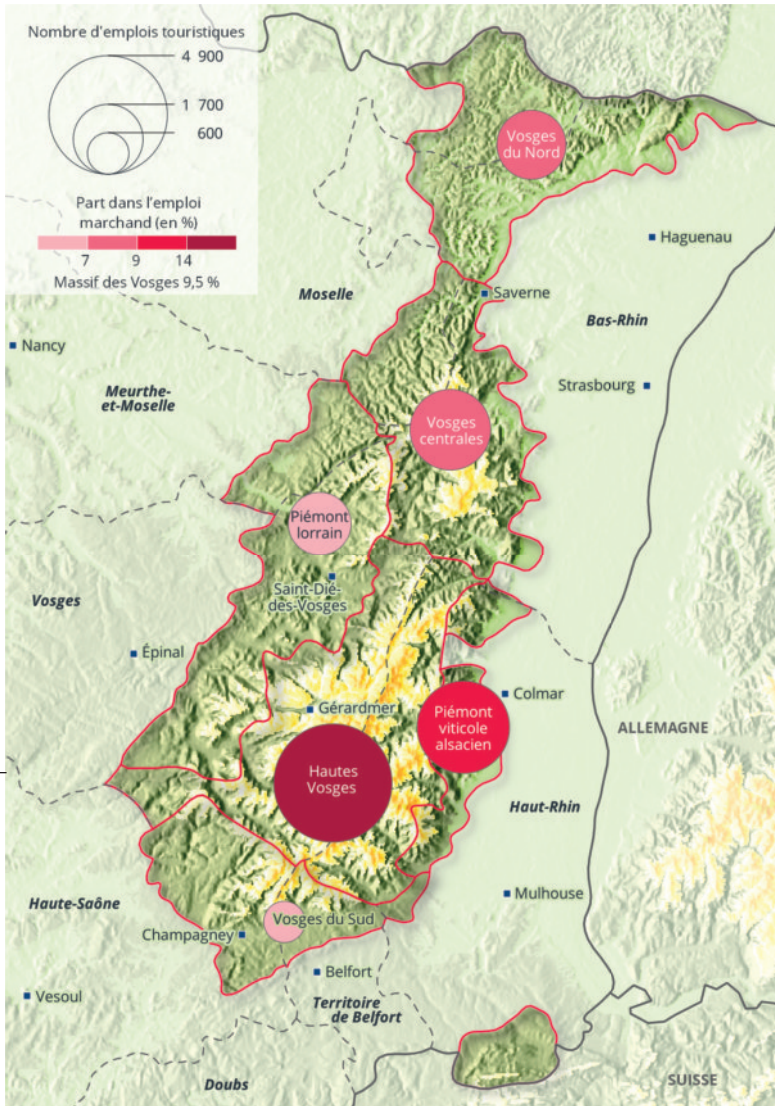 Nombre d'emplois touristiques
4 900
1 700
600
Part dans l'emploi
marchand (en %)
7 9 14
Massif des Vosges 9,5 %
Vosges
du Nord
Haguenau
Moselle
Saverne
Bas-Rhin
Nancy
Strasbourg
Meurthe-
et-Moselle
Vosges
centrales
Piémont
lorrain
Saint-Dié-
des-Vosges
Vosges
Épinal
Colmar
Gérardmer
Piémont
viticole
alsacien
ALLEMAGNE
Hautes
Vosges
Haut-Rhin
Mulhouse
Haute-Saône
Vosges du Sud
Champagney
Belfort
Vesoul
Territoire
de Belfort
Doubs
SUISSE